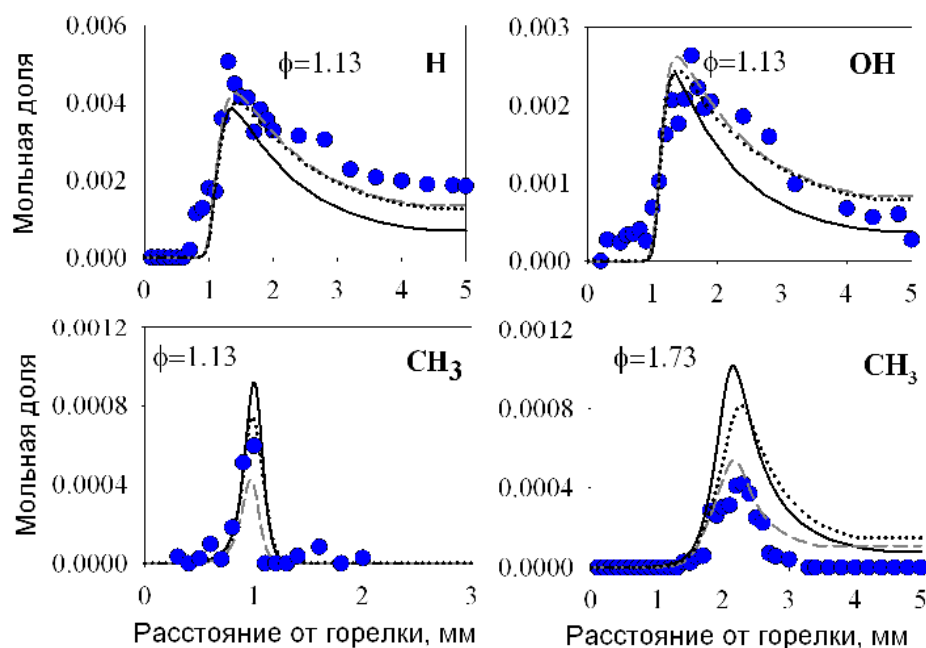 0.006
0.004
0.002
0.000
Мольная доля
ϕ=1.13
H
0 1 2 3 4 5
0.003
0.002
0.001
0.000
ϕ=1.13
OH
0 1 2 3 4 5
0.0012
0.0008
0.0004
0.0000
Мольная доля
ϕ=1.13
CH3
0 1 2 3
Расстояние от горелки, мм
0.0012
0.0008
0.0004
0.0000
ϕ=1.73
CH3
0 1 2 3 4 5
Расстояние от горелки, мм